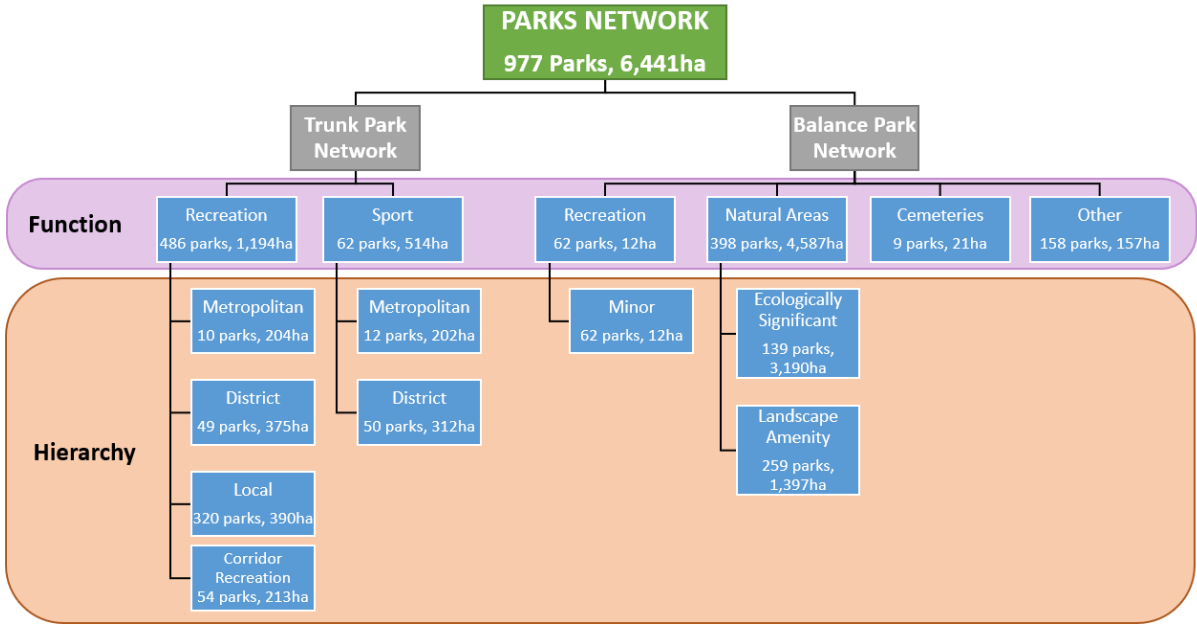 PARKS NETWORK
977 Parks, 6,441ha
Trunk Park
Network
Balance Park
Network
Function
Recreation
486 parks, 1,194ha
Sport
62 parks, 514ha
Recreation
62 parks, 12ha
Natural Areas
398 parks, 4,587ha
Cemeteries
9 parks, 21ha
Other
158 parks, 157ha
Hierarchy
Metropolitan
10 parks, 204ha
District
49 parks, 375ha
Local
320 parks, 390ha
Corridor
Recreation
54 parks, 213ha
Metropolitan
12 parks, 202ha
District
50 parks, 312ha
Minor
62 parks, 12ha
Ecologically
Significant
139 parks,
3,190ha
Landscape
Amenity
259 parks,
1,397ha